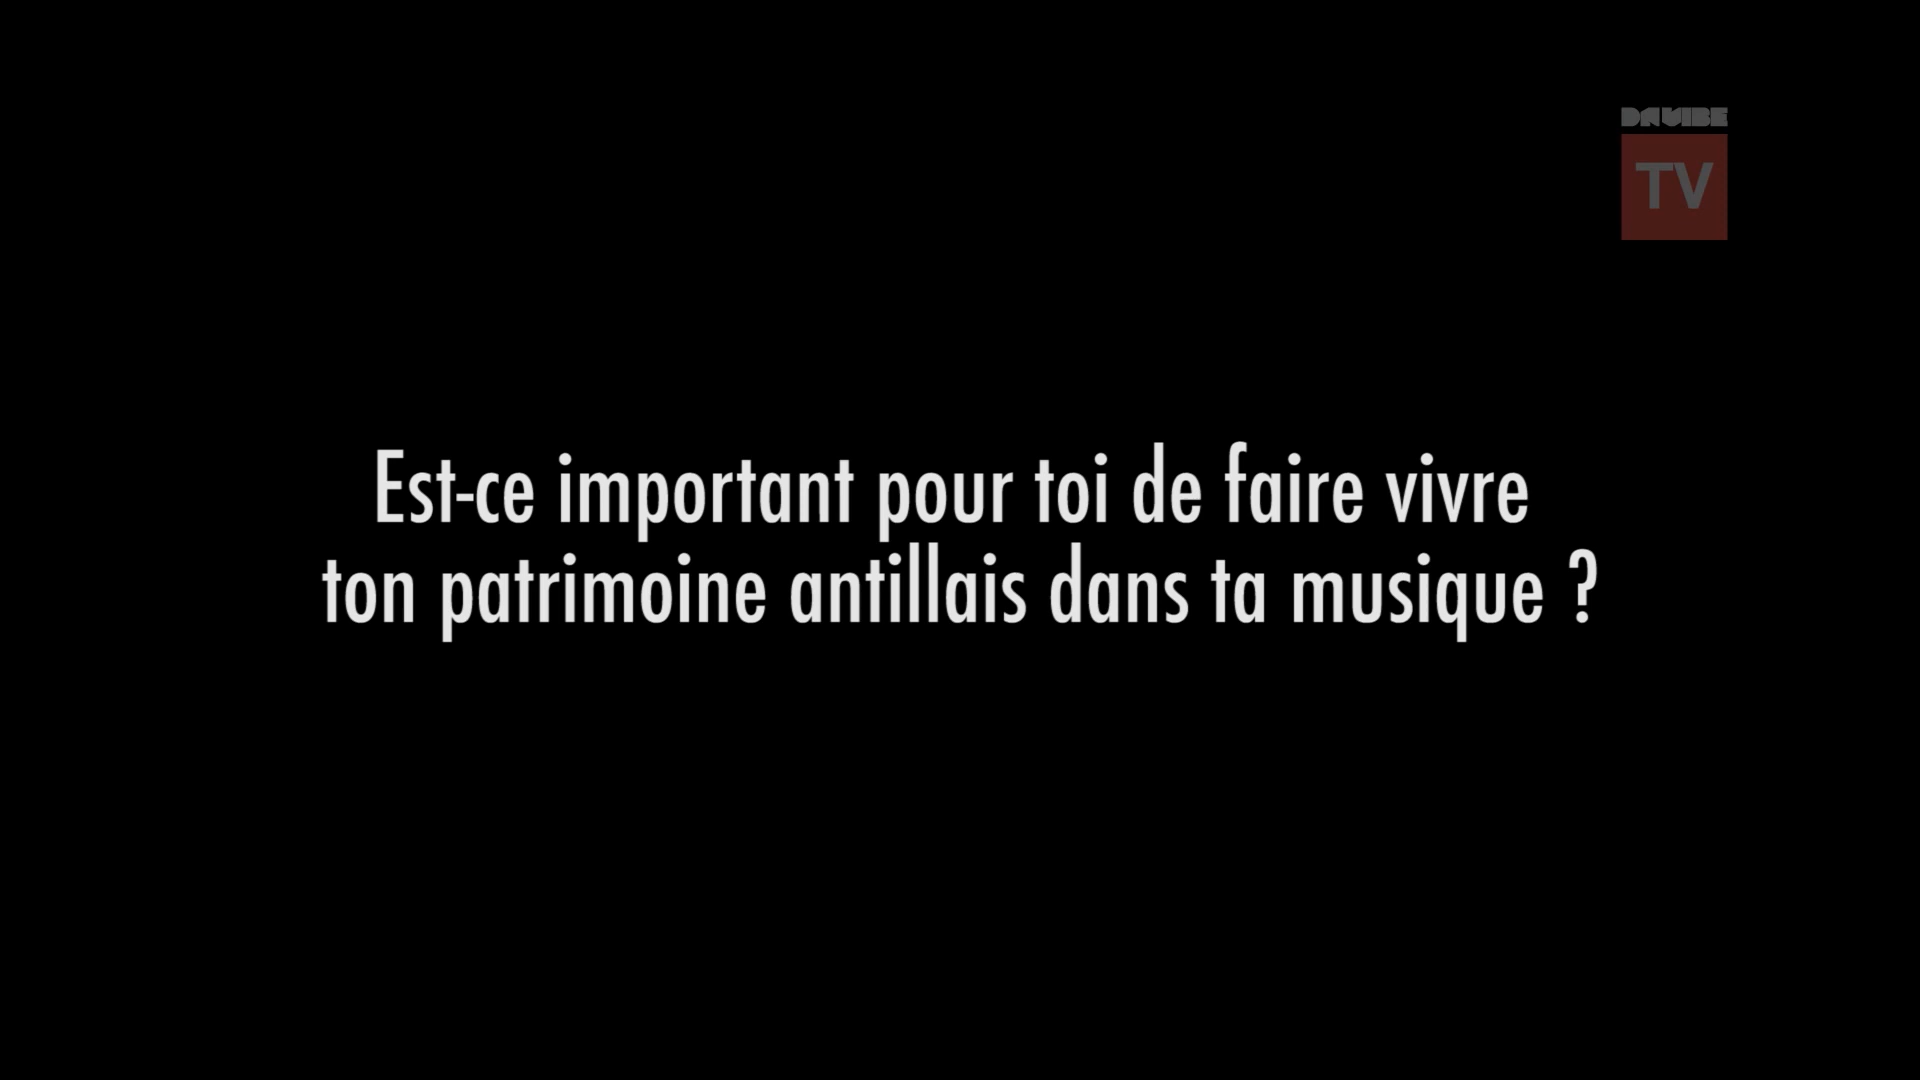 DAVIBE
TV
Est-ce important pour toi de faire vivre
ton patrimoine antillais dans ta musique ?